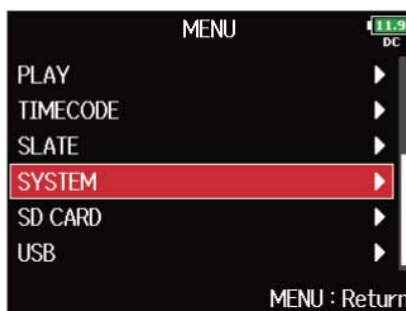 MENU
11.9
DC
PLAY
TIMECODE
SLATE
SYSTEM
SD CARD
USB
MENU : Return